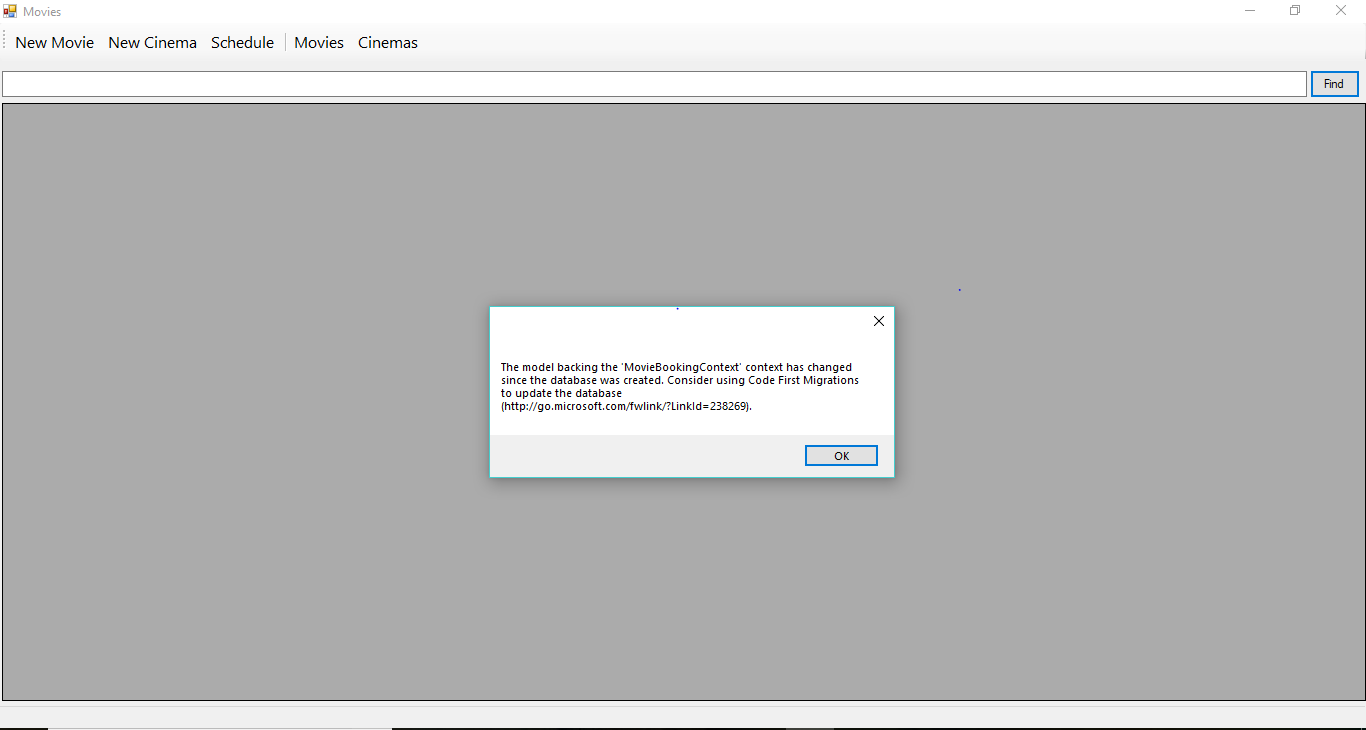 Movies
New Movie New Cinema Schedule Movies Cinemas
Find
The model backing the 'MovieBookingContext' context has changed
since the database was created. Consider using Code First Migrations
to update the database
(http://go.microsoft.com/fwlink/?LinkId=238269).
OK